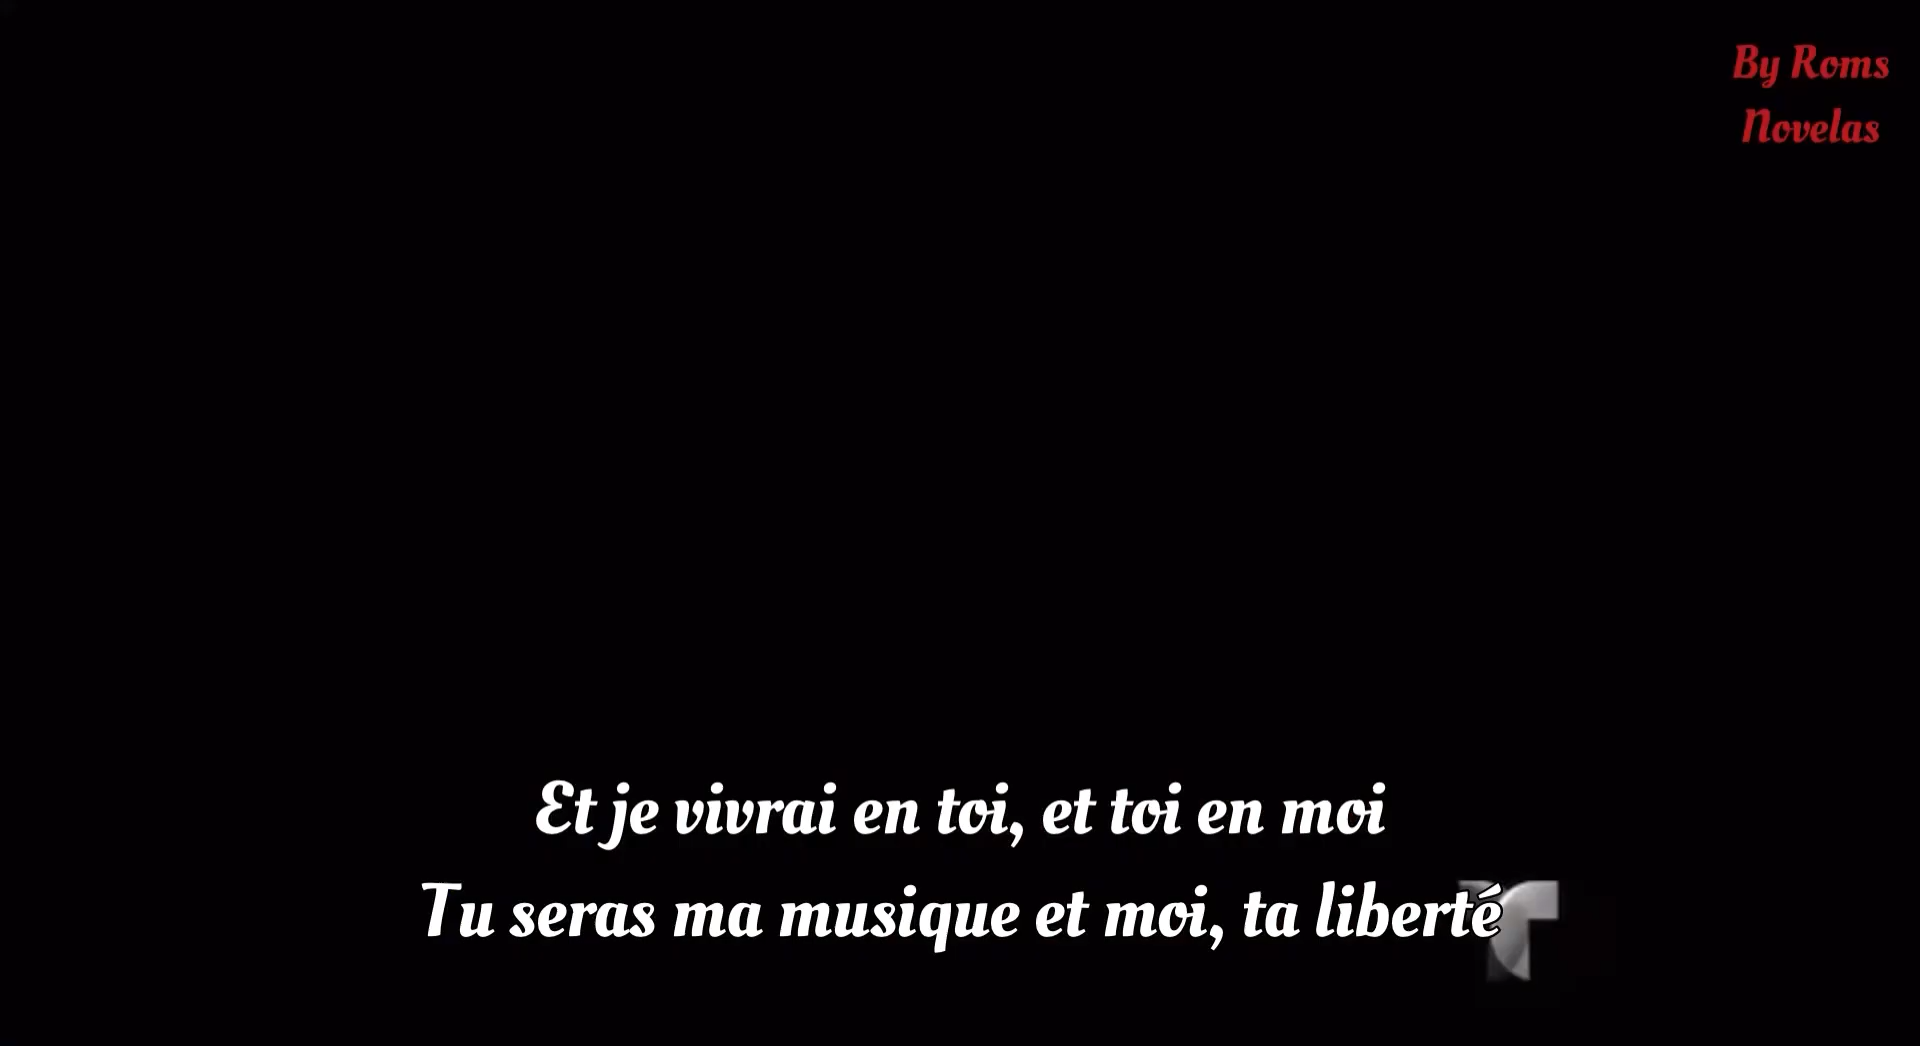 By Roms
Novelas
Et je vivrai en toi, et toi en moi
Tu seras ma musique et moi, ta liberté